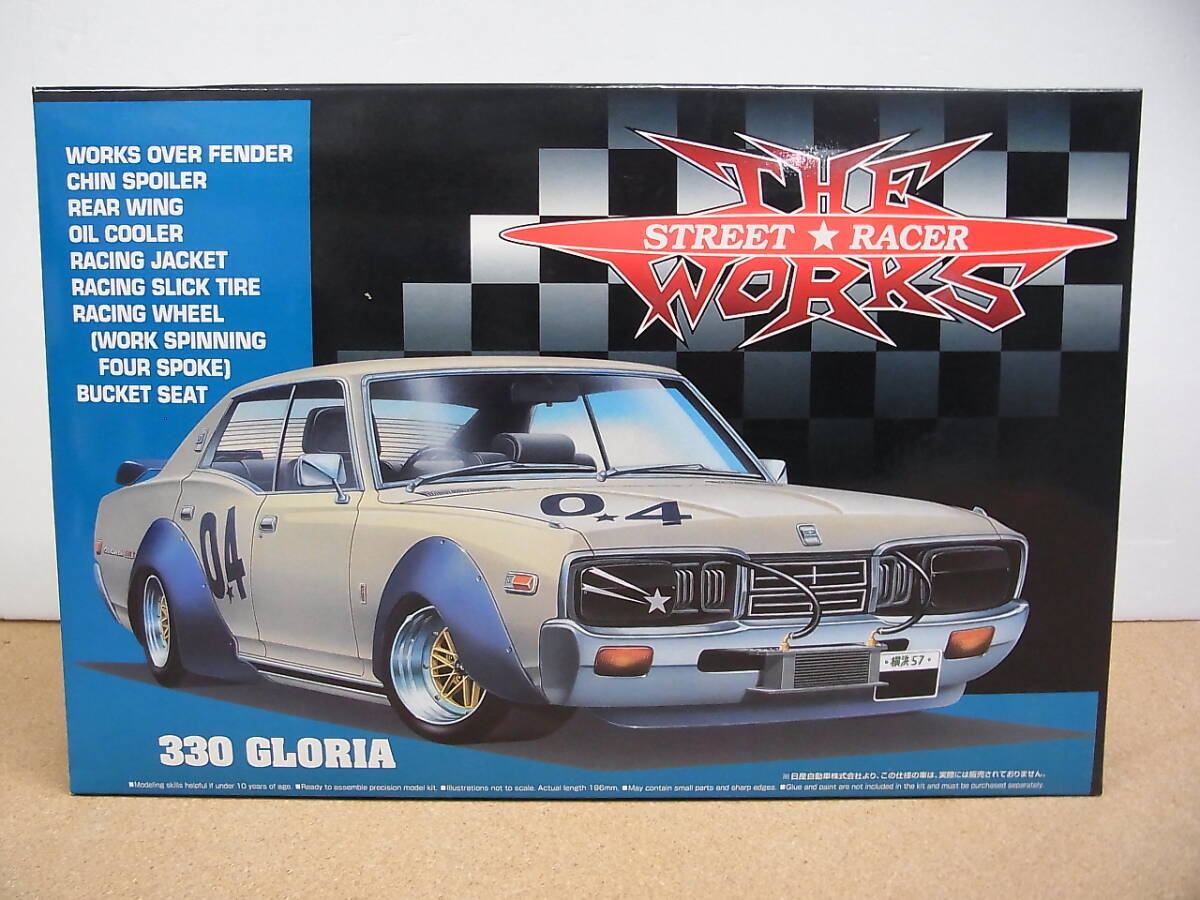 WORKS OVER FENDER
CHIN SPOILER
REAR WING
OIL COOLER
RACING JACKET
RACING SLICK TIRE
RACING WHEEL
(WORK SPINNING
FOUR SPOKE)
BUCKET SEAT
THE
STREET ★ RACER
WORKS
0★4
0★4
横浜 57
330 GLORIA
※日産自動車株式会社より、この仕様の車は、実際には販売されておりません。
■Modeling skills helpful if under 10 years of age. ■Ready to assemble precision model kit. ■Illustrations not to scale. Actual length 196mm. ■May contain small parts and sharp edges. ■Glue and paint are not included in the kit and must be purchased separately.